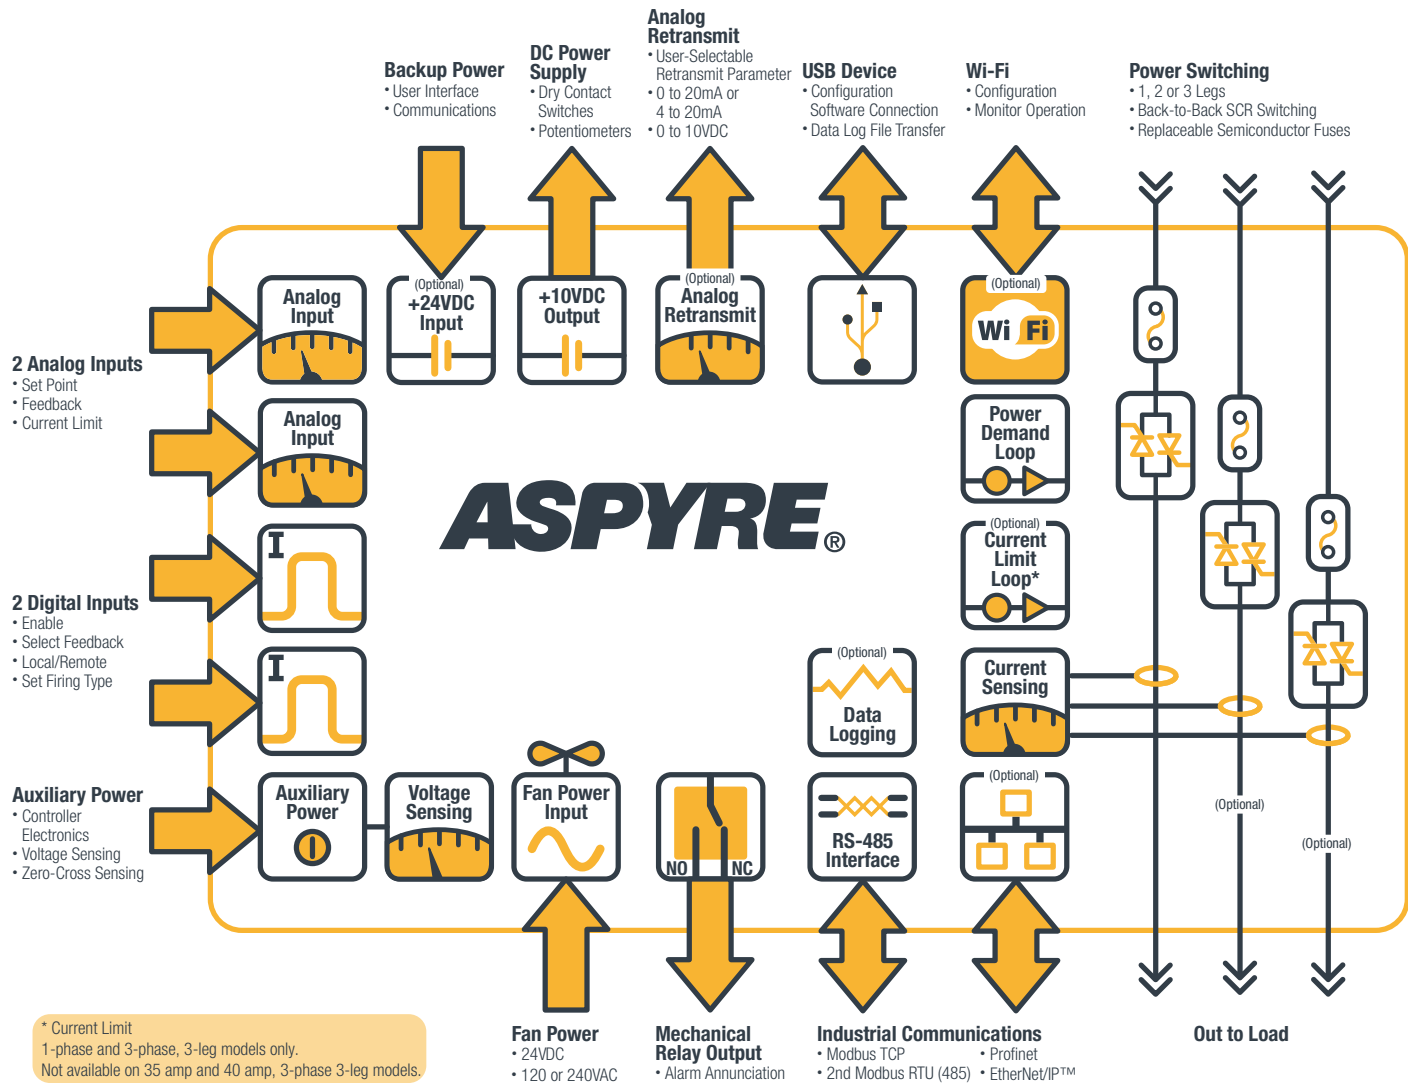 Analog
Retransmit
• User-Selectable
Retransmit Parameter
• 0 to 20mA or
4 to 20mA
• 0 to 10VDC
DC Power
Supply
• Dry Contact
Switches
• Potentiometers
Backup Power
• User Interface
• Communications
USB Device
• Configuration
Software Connection
• Data Log File Transfer
Wi-Fi
• Configuration
• Monitor Operation
Power Switching
• 1, 2 or 3 Legs
• Back-to-Back SCR Switching
• Replaceable Semiconductor Fuses
2 Analog Inputs
• Set Point
• Feedback
• Current Limit
Analog
Input
(Optional)
+24VDC
Input
+10VDC
Output
(Optional)
Analog
Retransmit
(Optional)
Wi Fi
Analog
Input
Power
Demand
Loop
ASPYRE®
(Optional)
Current
Limit
Loop*
2 Digital Inputs
• Enable
• Select Feedback
• Local/Remote
• Set Firing Type
I
I
(Optional)
Data
Logging
Current
Sensing
Auxiliary Power
• Controller
Electronics
• Voltage Sensing
• Zero-Cross Sensing
Auxiliary
Power
Voltage
Sensing
Fan Power
Input
NO
NC
RS-485
Interface
(Optional)
(Optional)
(Optional)
* Current Limit
1-phase and 3-phase, 3-leg models only.
Not available on 35 amp and 40 amp, 3-phase 3-leg models.
Fan Power
• 24VDC
• 120 or 240VAC
Mechanical
Relay Output
• Alarm Annunciation
Industrial Communications
• Modbus TCP
• 2nd Modbus RTU (485)
• Profinet
• EtherNet/IP™
Out to Load